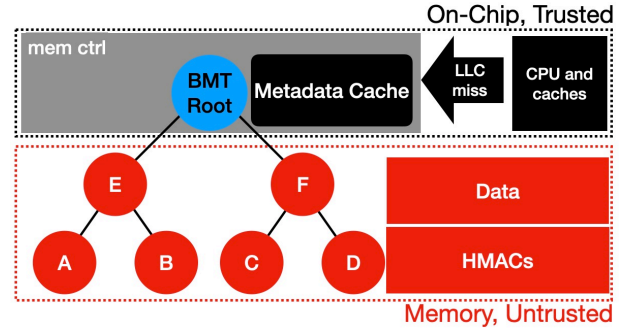 On-Chip, Trusted
mem ctrl
BMT
Root
Metadata Cache
LLC
miss
CPU and
caches
E
F
Data
A
B
C
D
HMACs
Memory, Untrusted